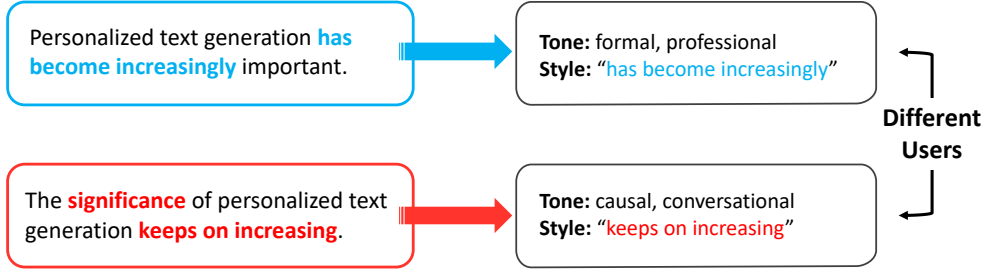 Personalized text generation has
become increasingly important.
Tone: formal, professional
Style: “has become increasingly”
Different
Users
The significance of personalized text
generation keeps on increasing.
Tone: causal, conversational
Style: “keeps on increasing”